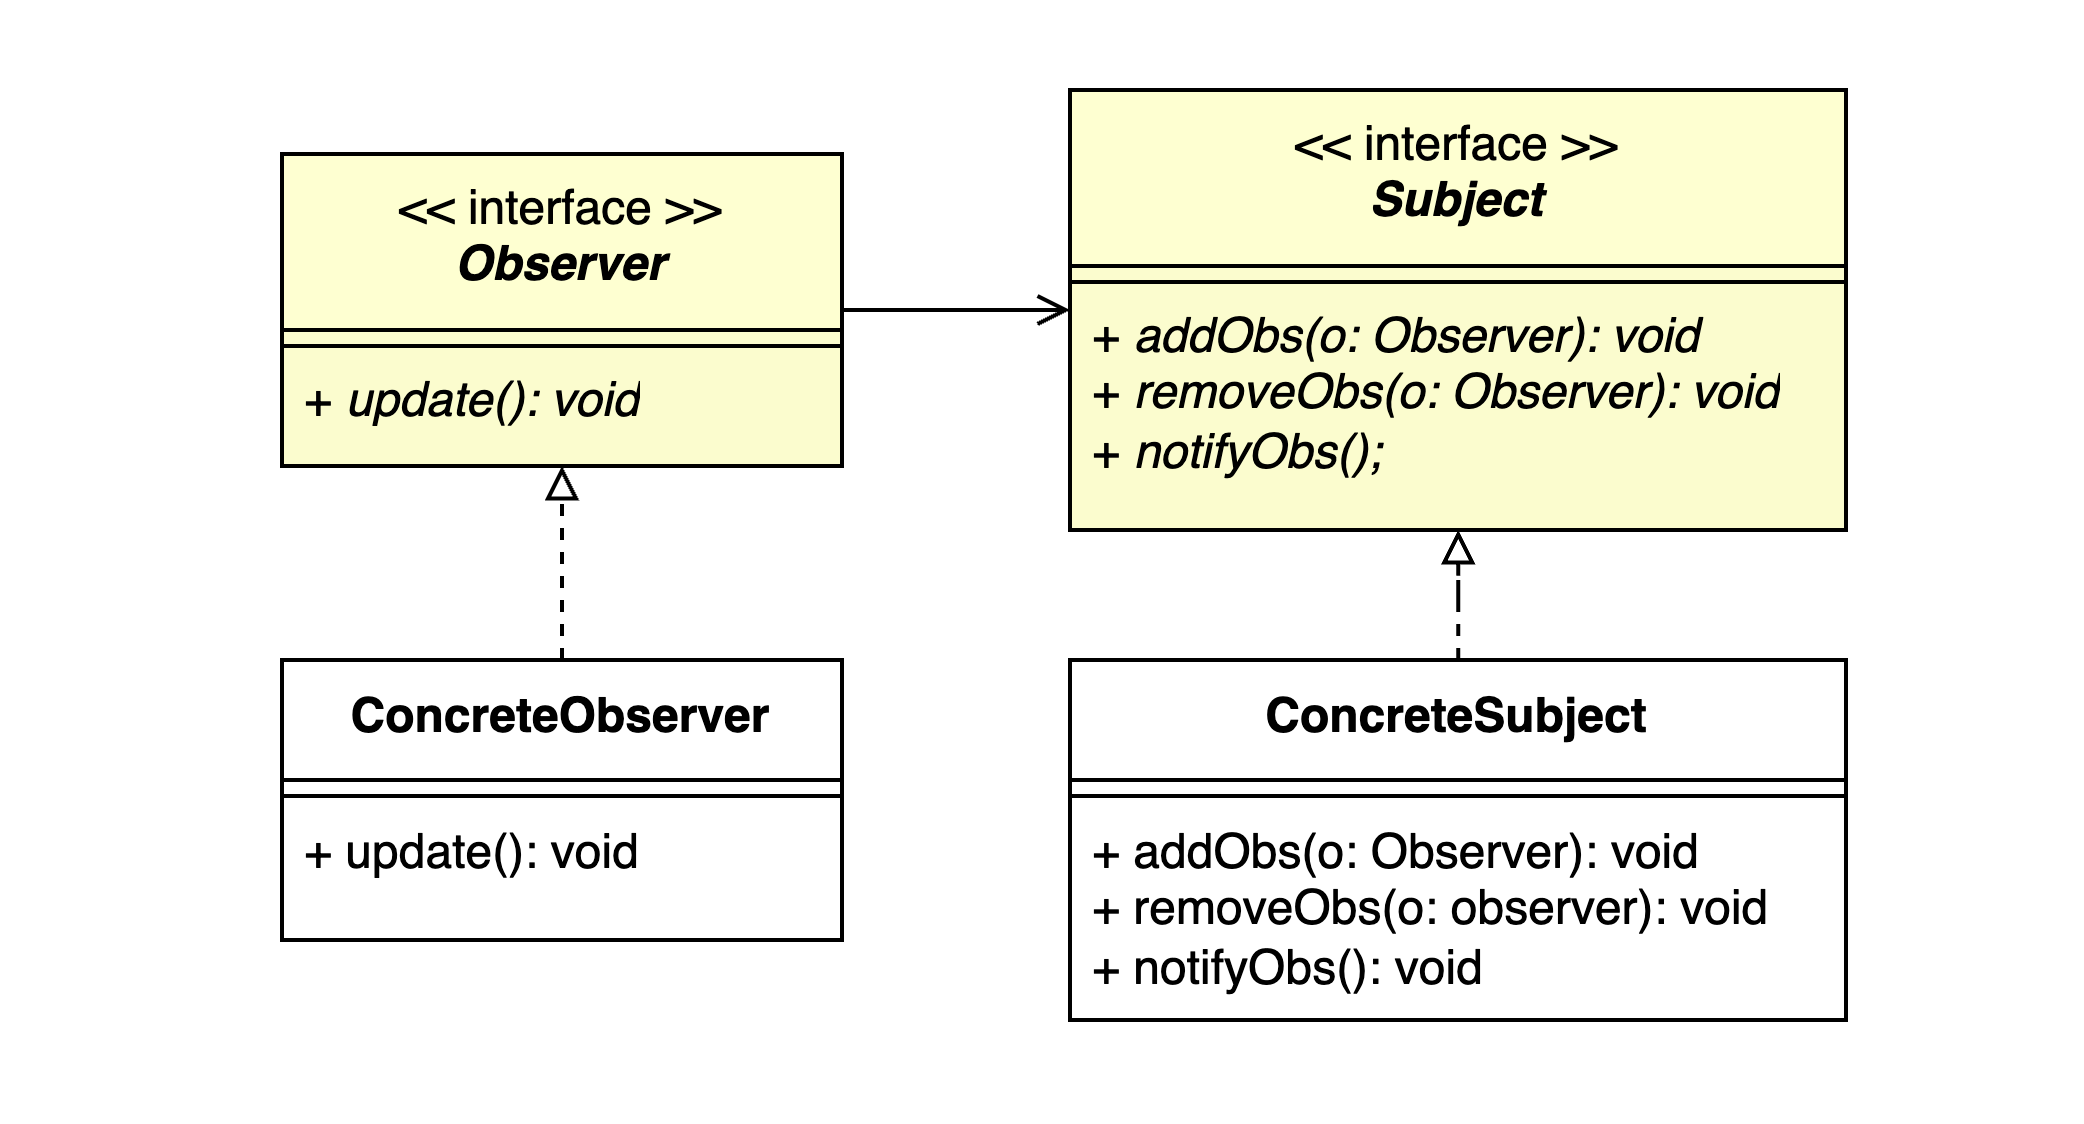 << interface >>
Observer
+ update(): void
<< interface >>
Subject
+ addObs(o: Observer): void
+ removeObs(o: Observer): void
+ notifyObs();
ConcreteObserver
+ update(): void
ConcreteSubject
+ addObs(o: Observer): void
+ removeObs(o: observer): void
+ notifyObs(): void